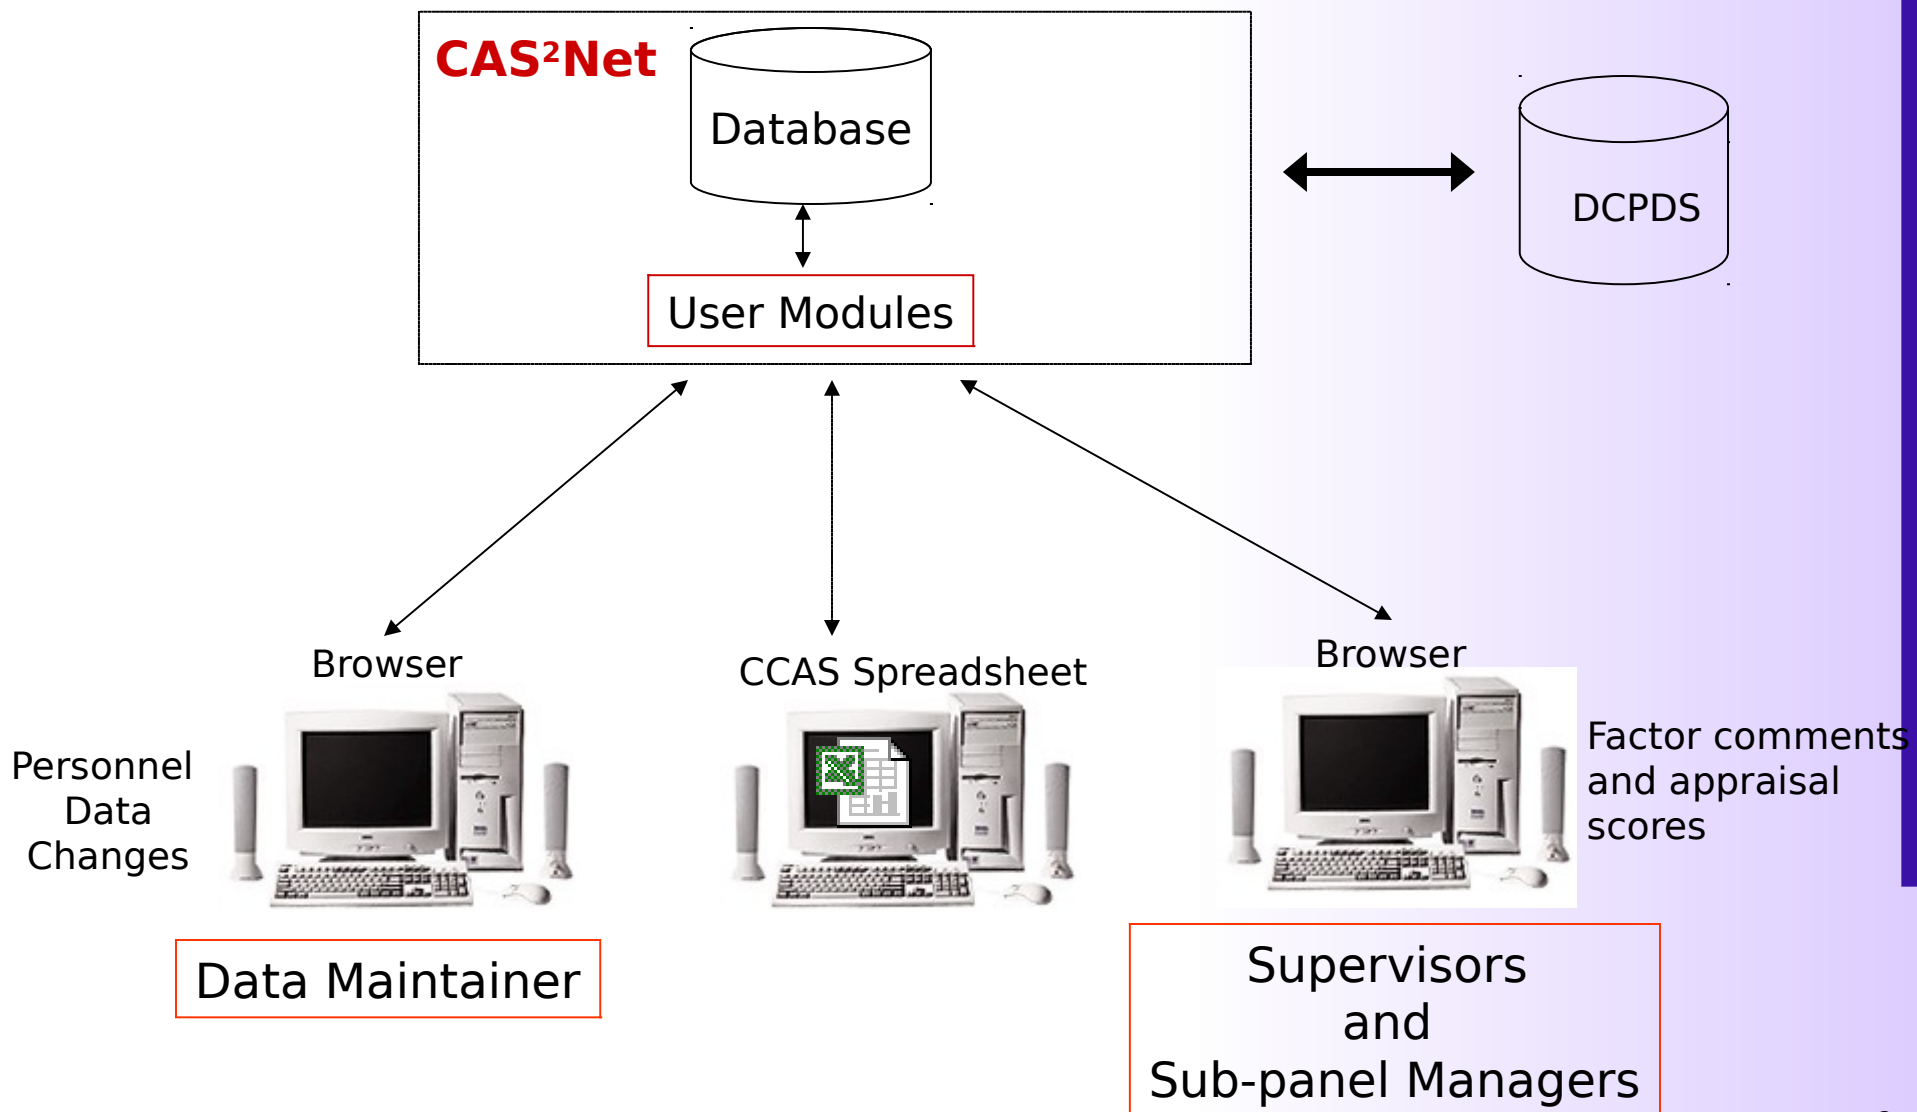 CAS²Net
Database
DCPDS
User Modules
Browser
CCAS Spreadsheet
Browser
Personnel
Data
Changes
Factor comments
and appraisal
scores
Data Maintainer
Supervisors
and
Sub-panel Managers